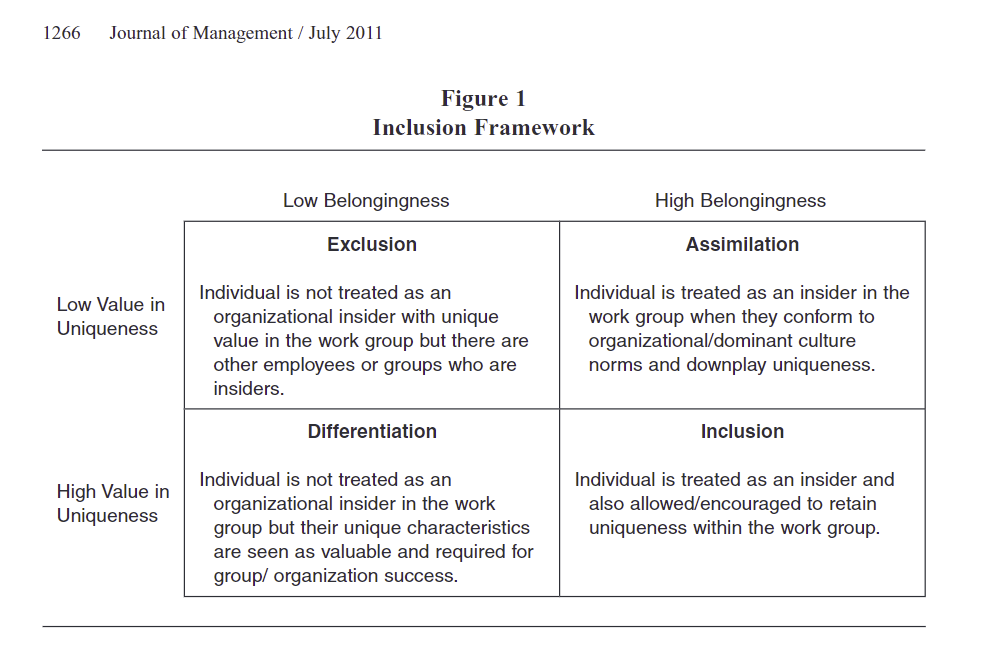 1266 Journal of Management / July 2011
Figure 1
Inclusion Framework
Low Belongingness
High Belongingness
Low Value in
Uniqueness
Exclusion
Individual is not treated as an
organizational insider with unique
value in the work group but there are
other employees or groups who are
insiders.
Assimilation
Individual is treated as an insider in the
work group when they conform to
organizational/dominant culture
norms and downplay uniqueness.
High Value in
Uniqueness
Differentiation
Individual is not treated as an
organizational insider in the work
group but their unique characteristics
are seen as valuable and required for
group/ organization success.
Inclusion
Individual is treated as an insider and
also allowed/encouraged to retain
uniqueness within the work group.